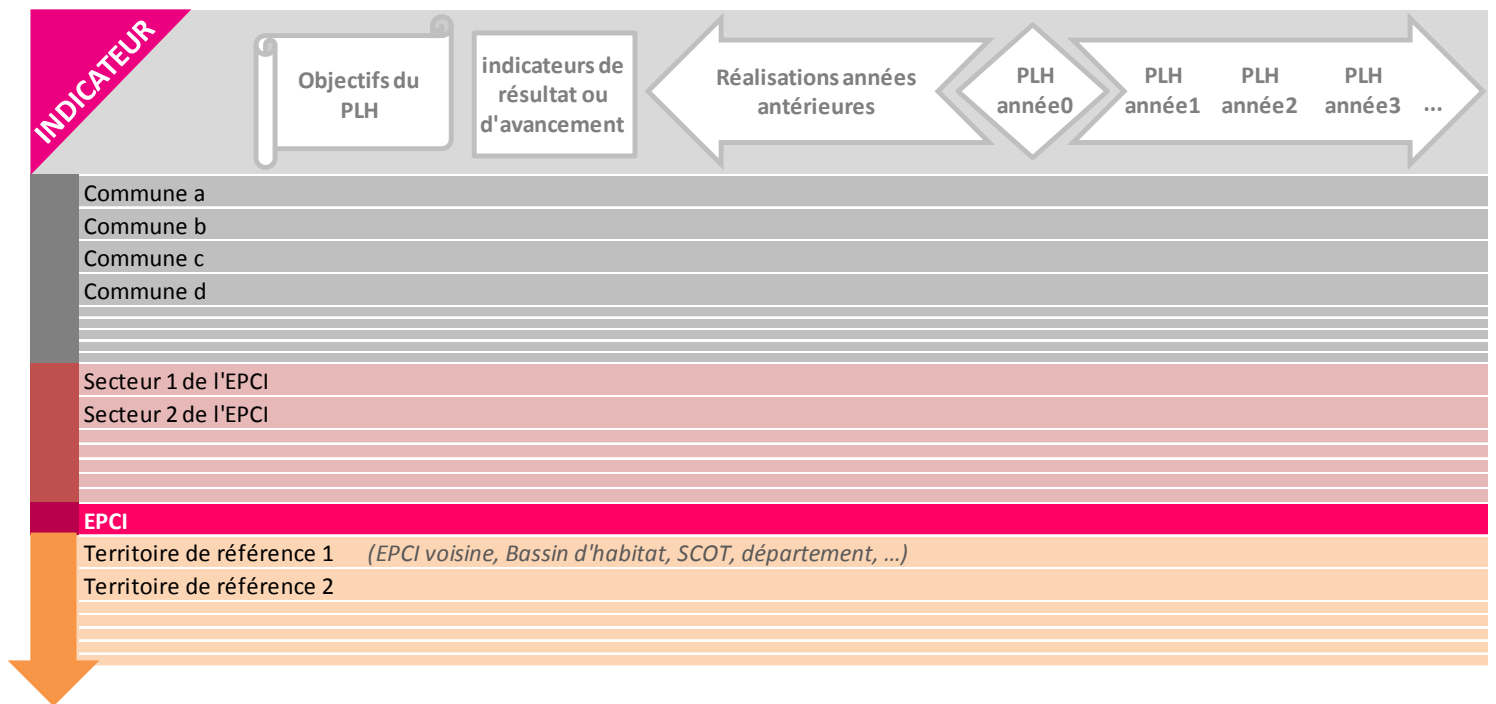 INDICATEUR
Objectifs du
PLH
indicateurs de
résultat ou
d'avancement
Réalisations années
antérieures
PLH
année0
PLH
année1
PLH
année2
PLH
année3
...
Commune a
Commune b
Commune c
Commune d
Secteur 1 de l'EPCI
Secteur 2 de l'EPCI
EPCI
Territoire de référence 1 (EPCI voisine, Bassin d'habitat, SCOT, département, ...)
Territoire de référence 2